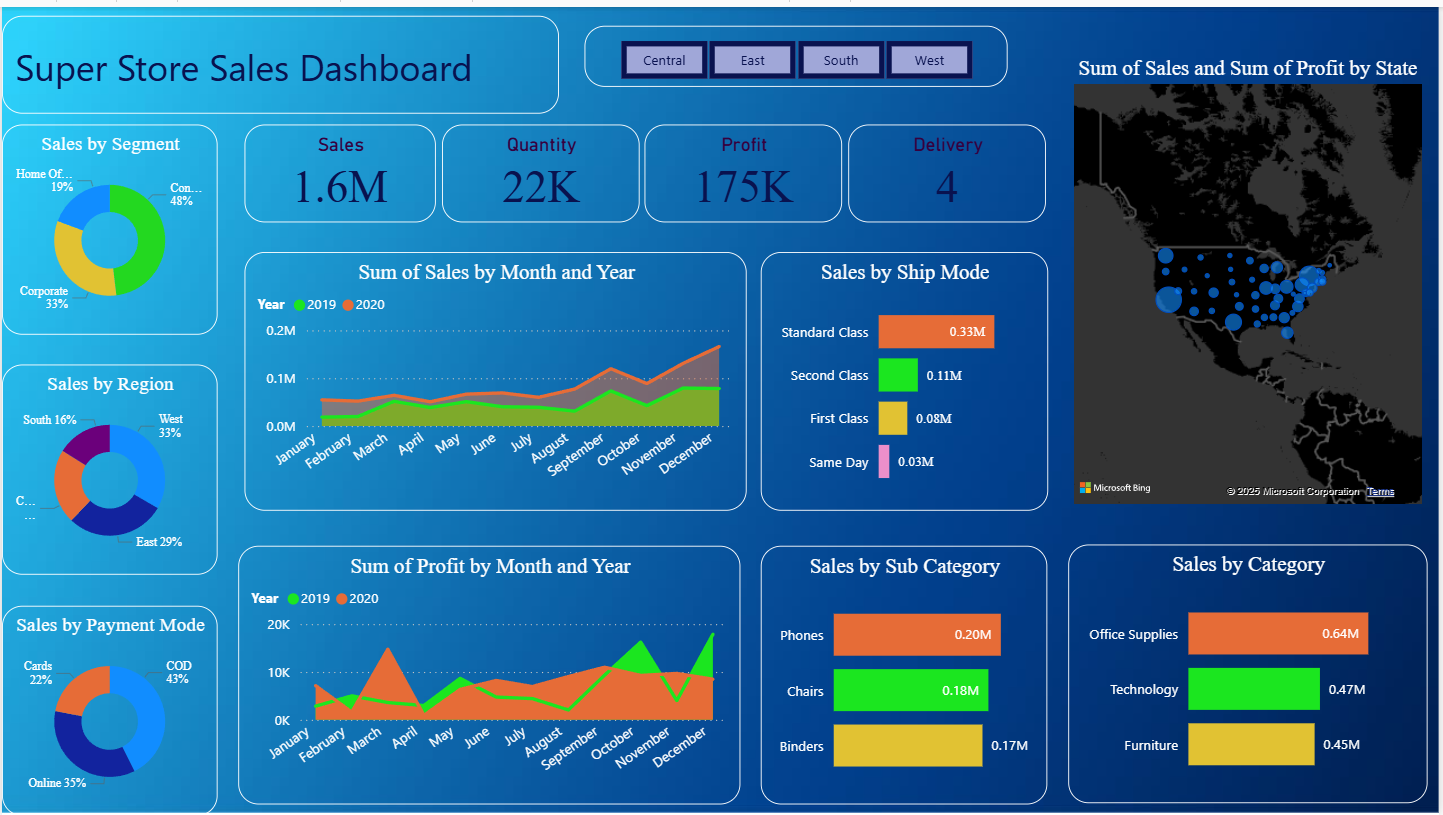 Super Store Sales Dashboard
Central
East
South
West
Sum of Sales and Sum of Profit by State
Microsoft Bing
© 2025 Microsoft Corporation Terms
Sales by Segment
Home Of...
19%
Con...
48%
Corporate
33%
Sales
1.6M
Quantity
22K
Profit
175K
Delivery
4
Sum of Sales by Month and Year
Year 2019 2020
0.2M
0.1M
0.0M
January
February
March
April
May
June
July
August
September
October
November
December
Sales by Ship Mode
Standard Class 0.33M
Second Class 0.11M
First Class 0.08M
Same Day 0.03M
Sales by Region
South 16%
West
33%
C...
...
East 29%
Sales by Payment Mode
Cards
22%
COD
43%
Online 35%
Sum of Profit by Month and Year
Year 2019 2020
20K
10K
0K
January
February
March
April
May
June
July
August
September
October
November
December
Sales by Sub Category
Phones 0.20M
Chairs 0.18M
Binders 0.17M
Sales by Category
Office Supplies 0.64M
Technology 0.47M
Furniture 0.45M